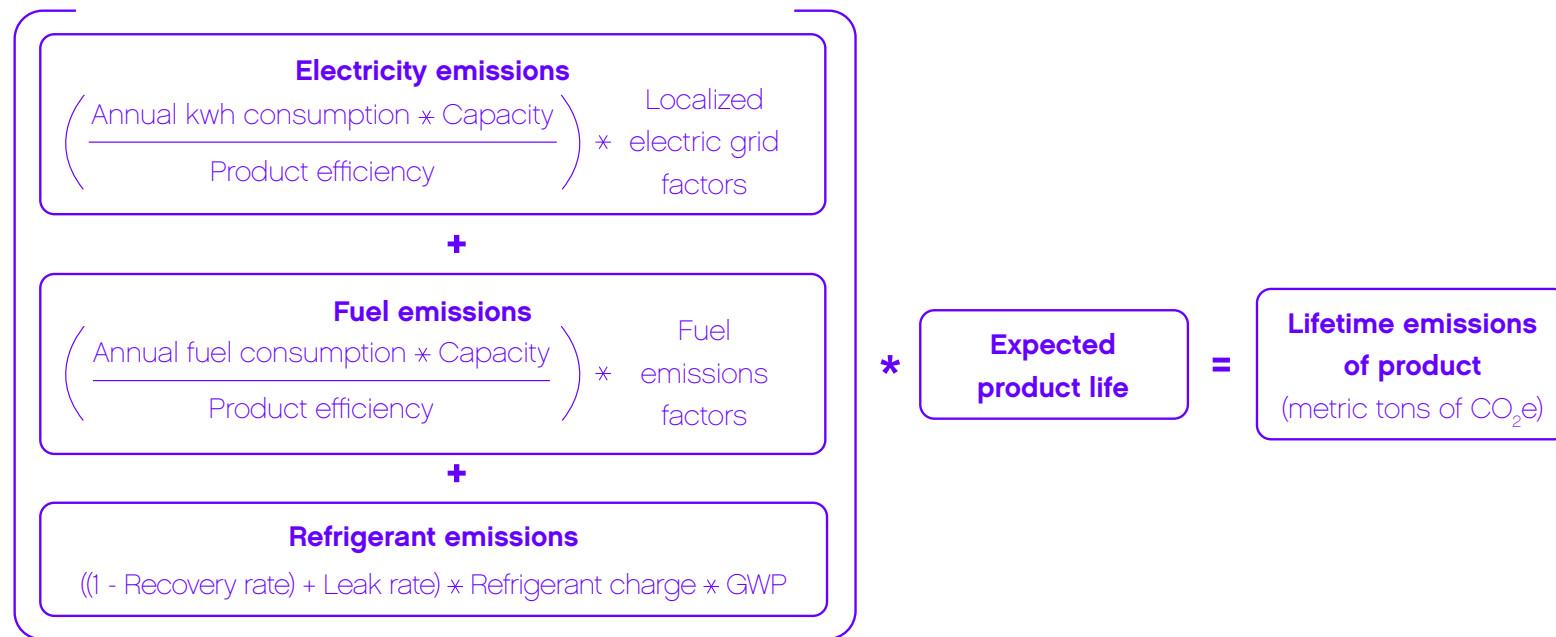 Electricity emissions
( Annual kwh consumption * Capacity
Product efficiency ) * Localized
electric grid
factors
+
Fuel emissions
( Annual fuel consumption * Capacity
Product efficiency ) * Fuel
emissions
factors
+
Refrigerant emissions
((1 - Recovery rate) + Leak rate) * Refrigerant charge * GWP
*
Expected
product life
=
Lifetime emissions
of product
(metric tons of CO₂e)